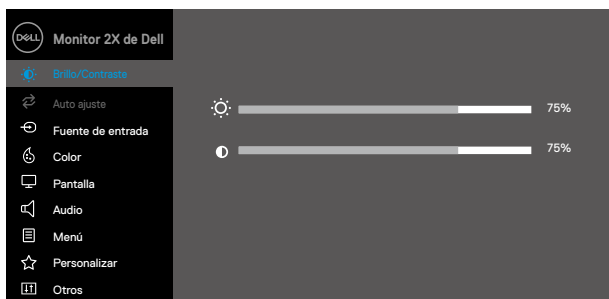 DELL Monitor 2X de Dell
Brillo/Contraste
Auto ajuste
75%
Fuente de entrada
Color
75%
Pantalla
Audio
Menú
Personalizar
Otros